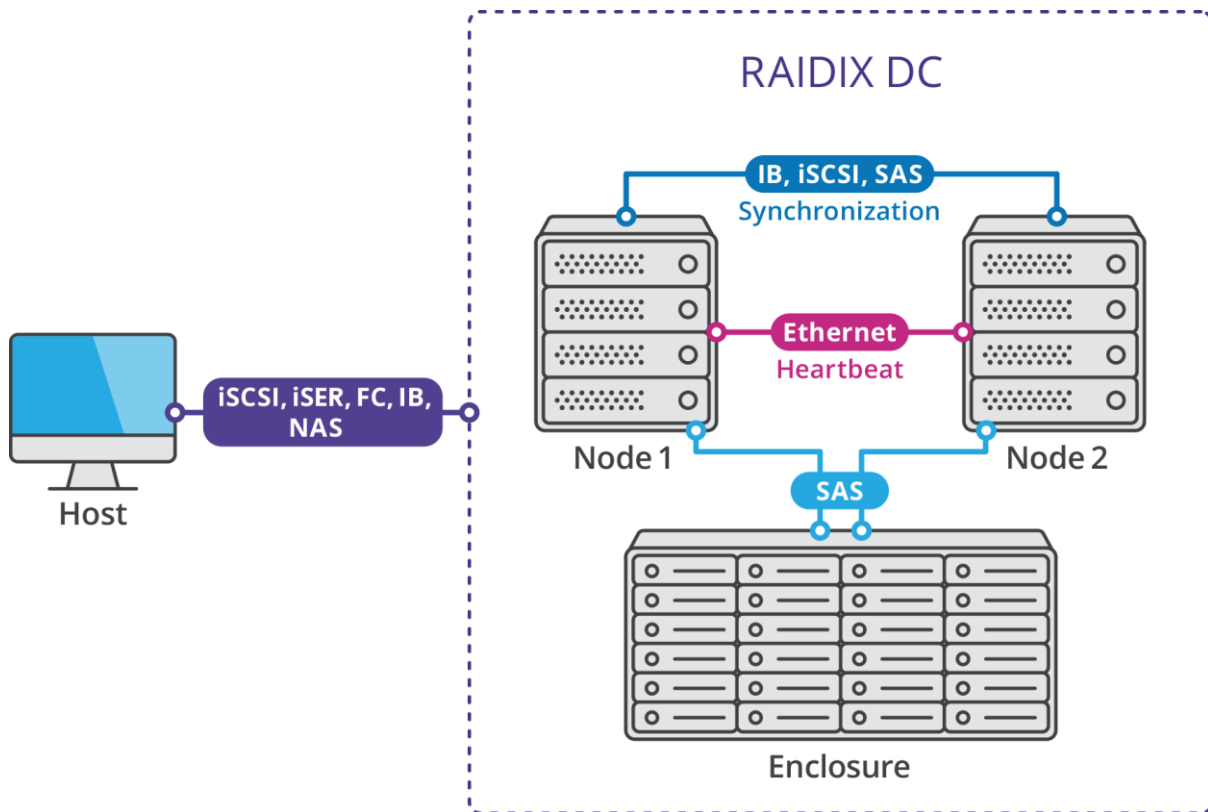 RAIDIX DC
IB, iSCSI, SAS
Synchronization
Ethernet
Heartbeat
iSCSI, iSER, FC, IB,
NAS
Node 1
Node 2
SAS
Host
Enclosure